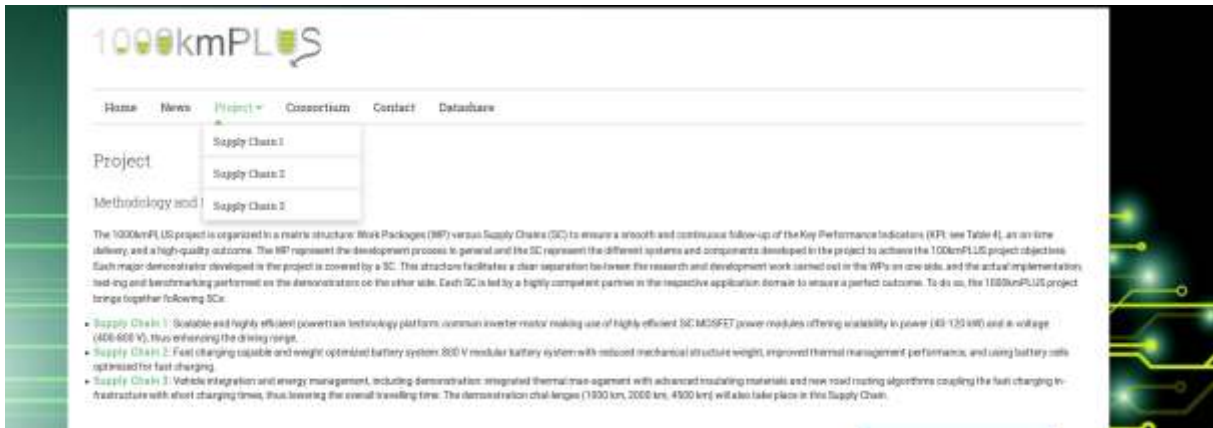 1000kmPLUS
Home News Project Consortium Contact Datashare
Supply Chain 1
Project
Supply Chain 2
Methodology and
Supply Chain 3
The 1000kmPLUS project is organized in a matrix structure: Work Packages (WP) versus Supply Chains (SC) to ensure a smooth and continuous follow-up of the Key Performance Indicators (KPI; see Table 4), an on-time
delivery, and a high-quality outcome. The WP represent the development process in general and the SC represent the different systems and components developed in the project to achieve the 1000kmPLUS project objectives.
Each major demonstrator developed in the project is covered by a SC. This structure facilitates a clear separation be-tween the research and development work carried out in the WPs on one side, and the actual implementation,
test-ing and benchmarking performed on the demonstrators on the other side. Each SC is led by a highly competent partner in the respective application domain to ensure a perfect outcome. To do so, the 1000kmPLUS project
brings together following SCs:
Supply Chain 1: Scalable and highly efficient powertrain technology platform: common inverter-motor making use of highly efficient SiC MOSFET power modules offering scalability in power (40-120 kW) and in voltage
(400-800 V), thus enhancing the driving range.
Supply Chain 2: Fast charging capable and weight optimized battery system: 800 V modular battery system with reduced mechanical structure weight, improved thermal management performance, and using battery cells
optimized for fast charging.
Supply Chain 3: Vehicle integration and energy management, including demonstration: integrated thermal man-agement with advanced insulating materials and new road routing algorithms coupling the fast charging in-
frastructure with short charging times, thus lowering the overall travelling time. The demonstration chal-lenges (1000 km, 2000 km, 4500 km) will also take place in this Supply Chain.